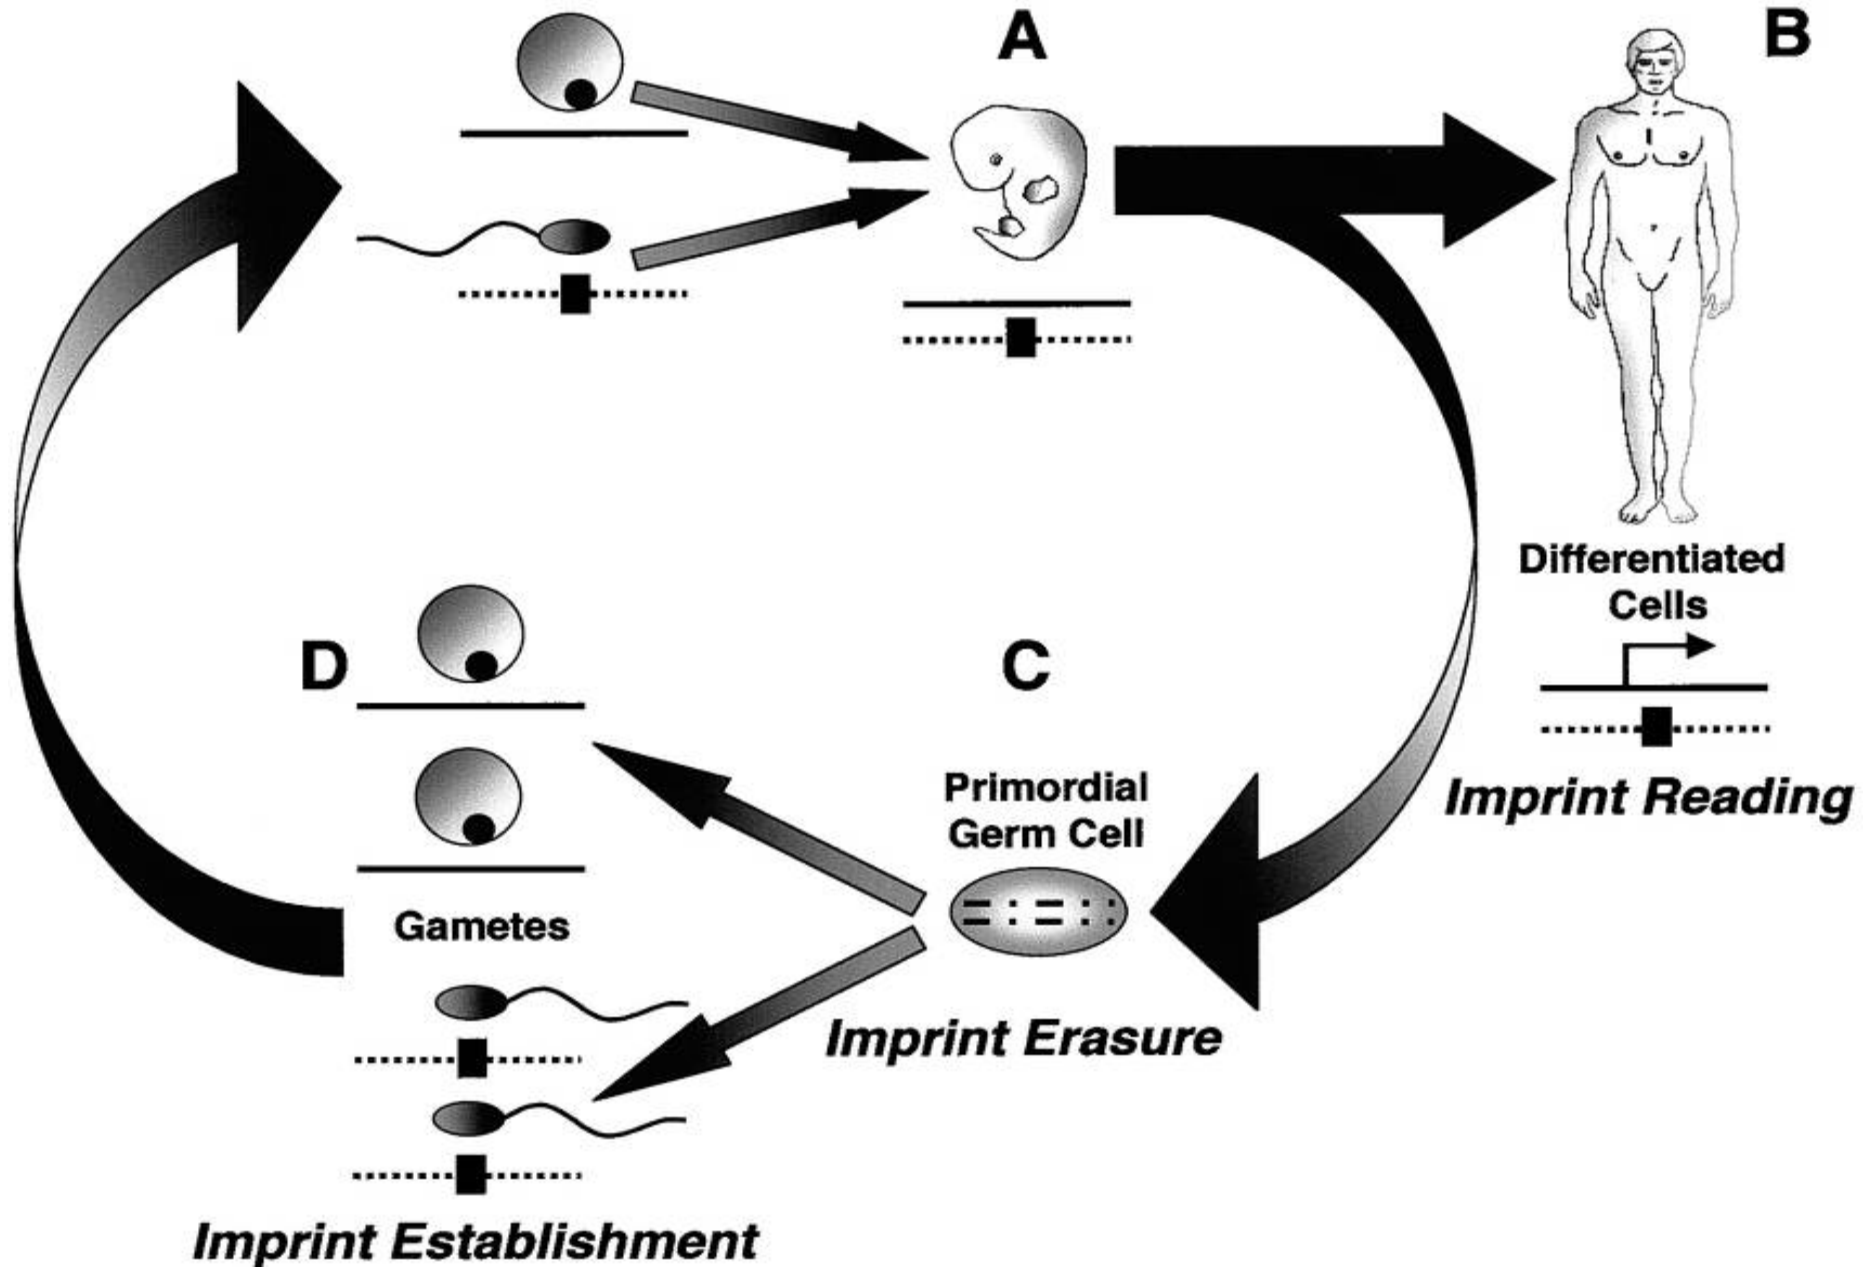 A
B
Differentiated
Cells
Imprint Reading
D
C
Primordial
Germ Cell
Gametes
Imprint Erasure
Imprint Establishment